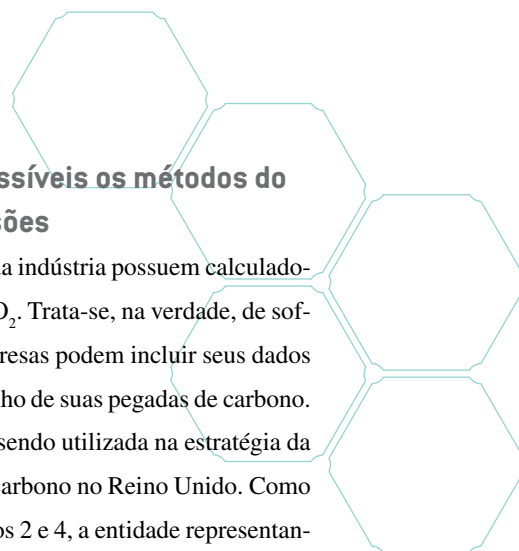 ssíveis os métodos do
sões
a indústria possuem calculado-
O₂. Trata-se, na verdade, de sof-
resas podem incluir seus dados
ho de suas pegadas de carbono.
sendo utilizada na estratégia da
arbono no Reino Unido. Como
os 2 e 4, a entidade representan-